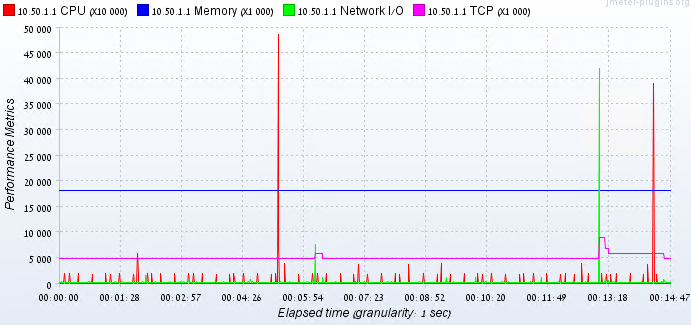 jmeter-plugins.org
10.50.1.1 CPU (X10 000) 10.50.1.1 Memory (X1 000) 10.50.1.1 Network I/O 10.50.1.1 TCP (X1 000)
50 000
45 000
40 000
35 000
30 000
25 000
20 000
15 000
10 000
5 000
0
Performance Metrics
00:00:00 00:01:28 00:02:57 00:04:26 00:05:54 00:07:23 00:08:52 00:10:20 00:11:49 00:13:18 00:14:47
Elapsed time (granularity: 1 sec)